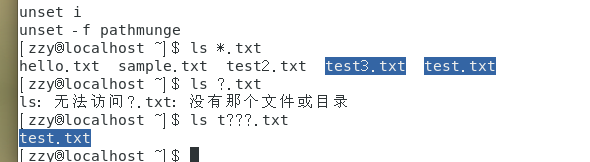 unset i
unset -f pathmunge
[zzy@localhost ~]$ ls *.txt
hello.txt  sample.txt  test2.txt  test3.txt  test.txt
[zzy@localhost ~]$ ls ?.txt
ls: 无法访问?.txt: 没有那个文件或目录
[zzy@localhost ~]$ ls t???.txt
test.txt
[zzy@localhost ~]$